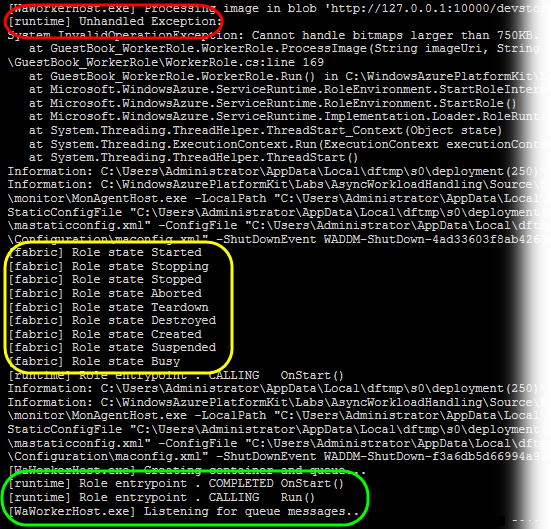 [WaWorkerHost.exe] Processing image in blob 'http://127.0.0.1:10000/devsto
[runtime] Unhandled Exception:
System.InvalidOperationException: Cannot handle bitmaps larger than 750KB.
at GuestBook_WorkerRole.WorkerRole.ProcessImage(String imageUri, String
\GuestBook_WorkerRole\WorkerRole.cs:line 169
at GuestBook_WorkerRole.WorkerRole.Run() in C:\WindowsAzurePlatformKit\
at Microsoft.WindowsAzure.ServiceRuntime.RoleEnvironment.StartRoleInter
at Microsoft.WindowsAzure.ServiceRuntime.RoleEnvironment.StartRole()
at Microsoft.WindowsAzure.ServiceRuntime.Implementation.Loader.RoleRunt
at System.Threading.ThreadHelper.ThreadStart_Context(Object state)
at System.Threading.ExecutionContext.Run(ExecutionContext executionConte
at System.Threading.ThreadHelper.ThreadStart()
Information: C:\Users\Administrator\AppData\Local\dftmp\s0\deployment(250)
Information: C:\WindowsAzurePlatformKit\Labs\AsyncWorkloadHandling\Source\
\monitor\MonAgentHost.exe -LocalPath "C:\Users\Administrator\AppData\Local
StaticConfigFile "C:\Users\Administrator\AppData\Local\dftmp\s0\deployment
\mastaticconfig.xml" -ConfigFile "C:\Users\Administrator\AppData\Local\dft
\Configuration\maconfig.xml" -ShutDownEvent WADDM-ShutDown-4ad33603f8ab426
[fabric] Role state Started
[fabric] Role state Stopping
[fabric] Role state Stopped
[fabric] Role state Aborted
[fabric] Role state Teardown
[fabric] Role state Destroyed
[fabric] Role state Created
[fabric] Role state Suspended
[fabric] Role state Busy
[runtime] Role entrypoint . CALLING OnStart()
Information: C:\Users\Administrator\AppData\Local\dftmp\s0\deployment(250)
Information: C:\WindowsAzurePlatformKit\Labs\AsyncWorkloadHandling\Source\
\monitor\MonAgentHost.exe -LocalPath "C:\Users\Administrator\AppData\Local
StaticConfigFile "C:\Users\Administrator\AppData\Local\dftmp\s0\deployment
\mastaticconfig.xml" -ConfigFile "C:\Users\Administrator\AppData\Local\dft
\Configuration\maconfig.xml" -ShutDownEvent WADDM-ShutDown-f3a6db5d66994a9
[WaWorkerHost.exe] Creating container and queue...
[runtime] Role entrypoint . COMPLETED OnStart()
[runtime] Role entrypoint . CALLING Run()
[WaWorkerHost.exe] Listening for queue messages...